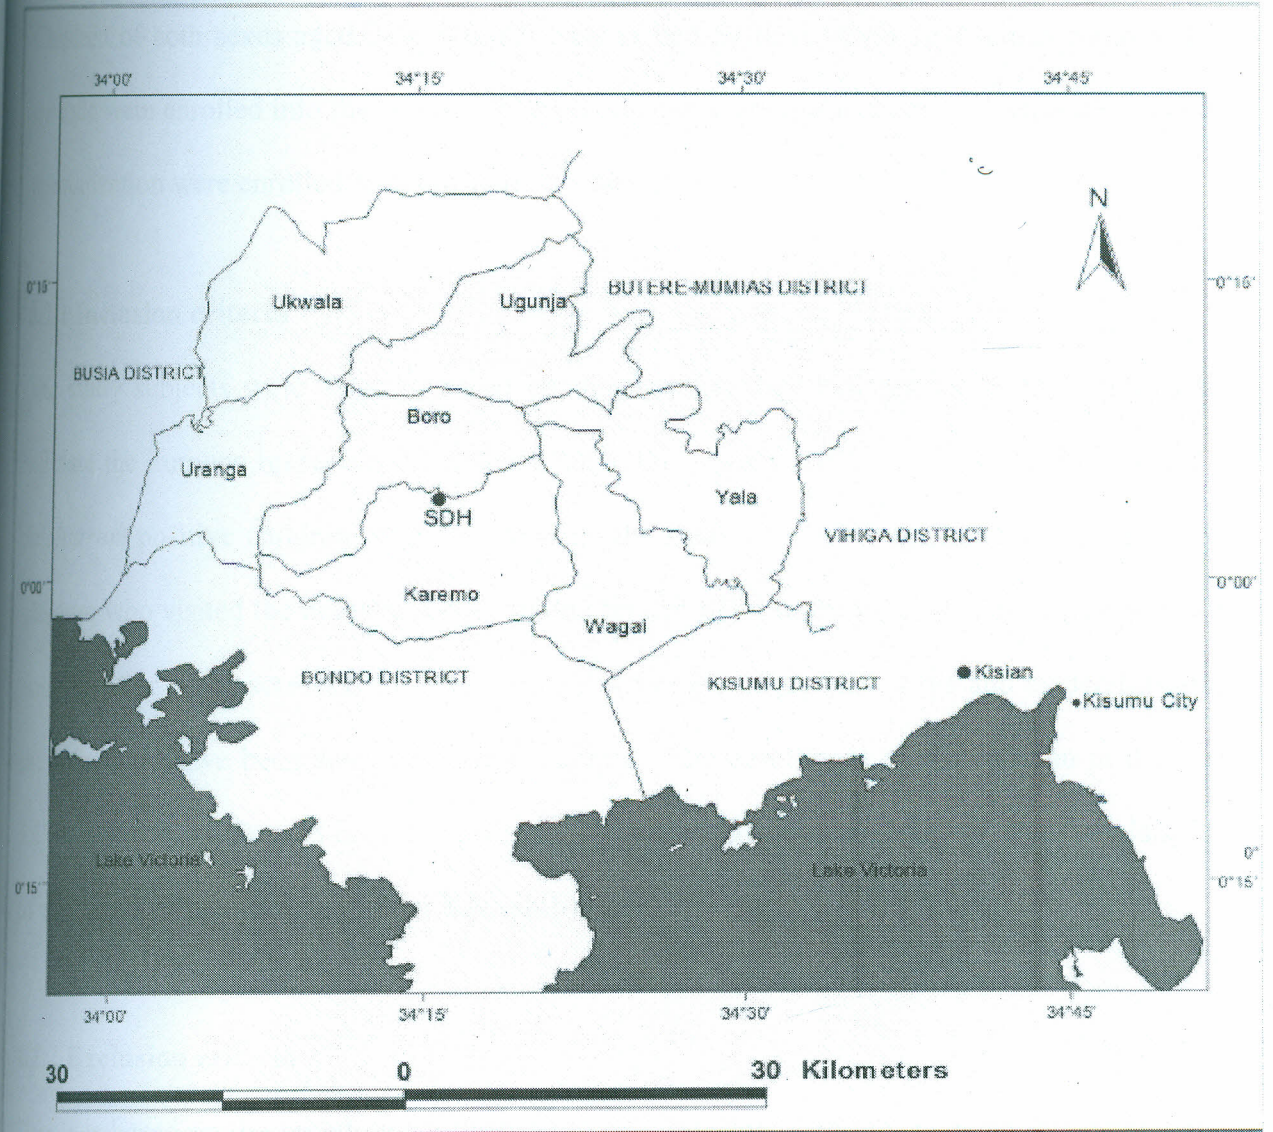 34°00'
34°15'
34°30'
34°45'
N
0°15'
Ukwala
Ugunja
BUTERE-MUMIAS DISTRICT
0°15'
BUSIA DISTRICT
Boro
Uranga
SDH
Yala
VIHIGA DISTRICT
0°00'
Karemo
0°00'
Wagai
BONDO DISTRICT
KISUMU DISTRICT
Kisian
Kisumu City
Lake Victoria
Lake Victoria
0°
0°15'
0°15'
34°00'
34°15'
34°30'
34°45'
30
0
30 Kilometers